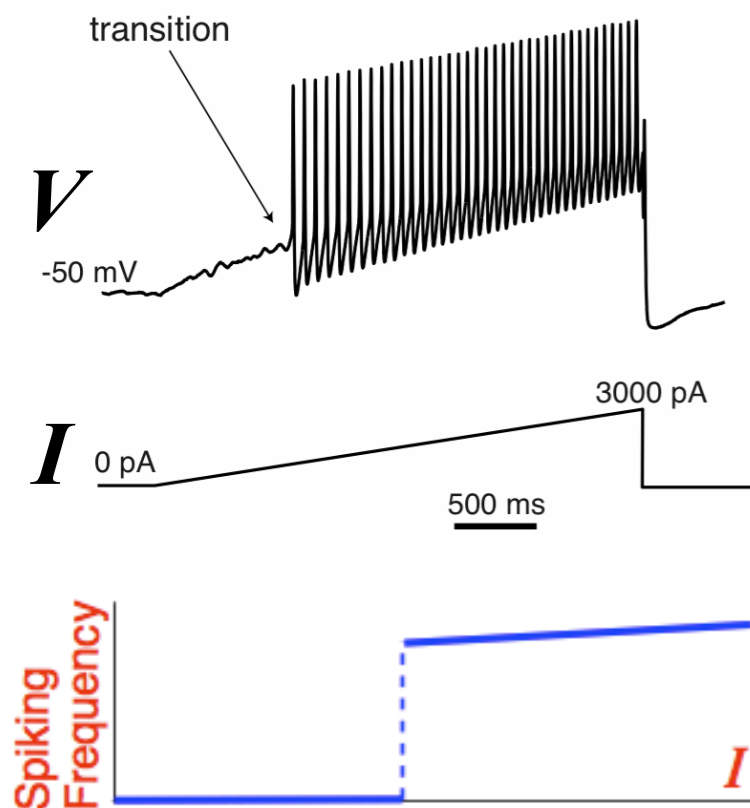 transition
V
-50 mV
3000 pA
I
0 pA
500 ms
Spiking
Frequency
I